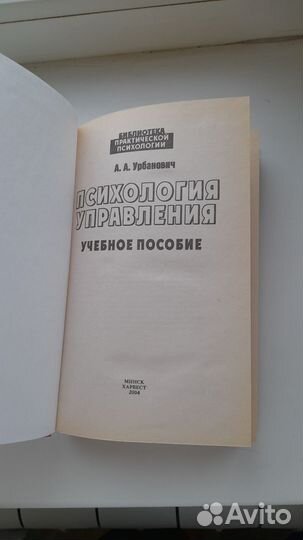 БИБЛИОТЕКА
ПРАКТИЧЕСКОЙ
ПСИХОЛОГИИ
А. А. Урбанович
ПСИХОЛОГИЯ
УПРАВЛЕНИЯ
УЧЕБНОЕ ПОСОБИЕ
МИНСК
ХАРВЕСТ
2004
Avito